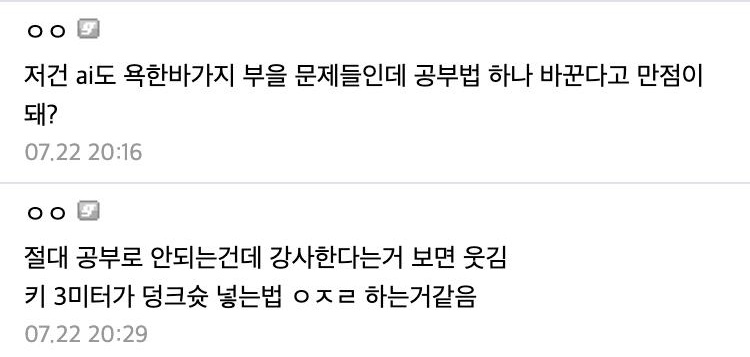 ㅇㅇ
저건 ai도 욕한바가지 부을 문제들인데 공부법 하나 바꾼다고 만점이
돼?
07.22 20:16
ㅇㅇ
절대 공부로 안되는건데 강사한다는거 보면 웃김
키 3미터가 덩크슛 넣는법 ㅇㅈㄹ 하는거같음
07.22 20:29